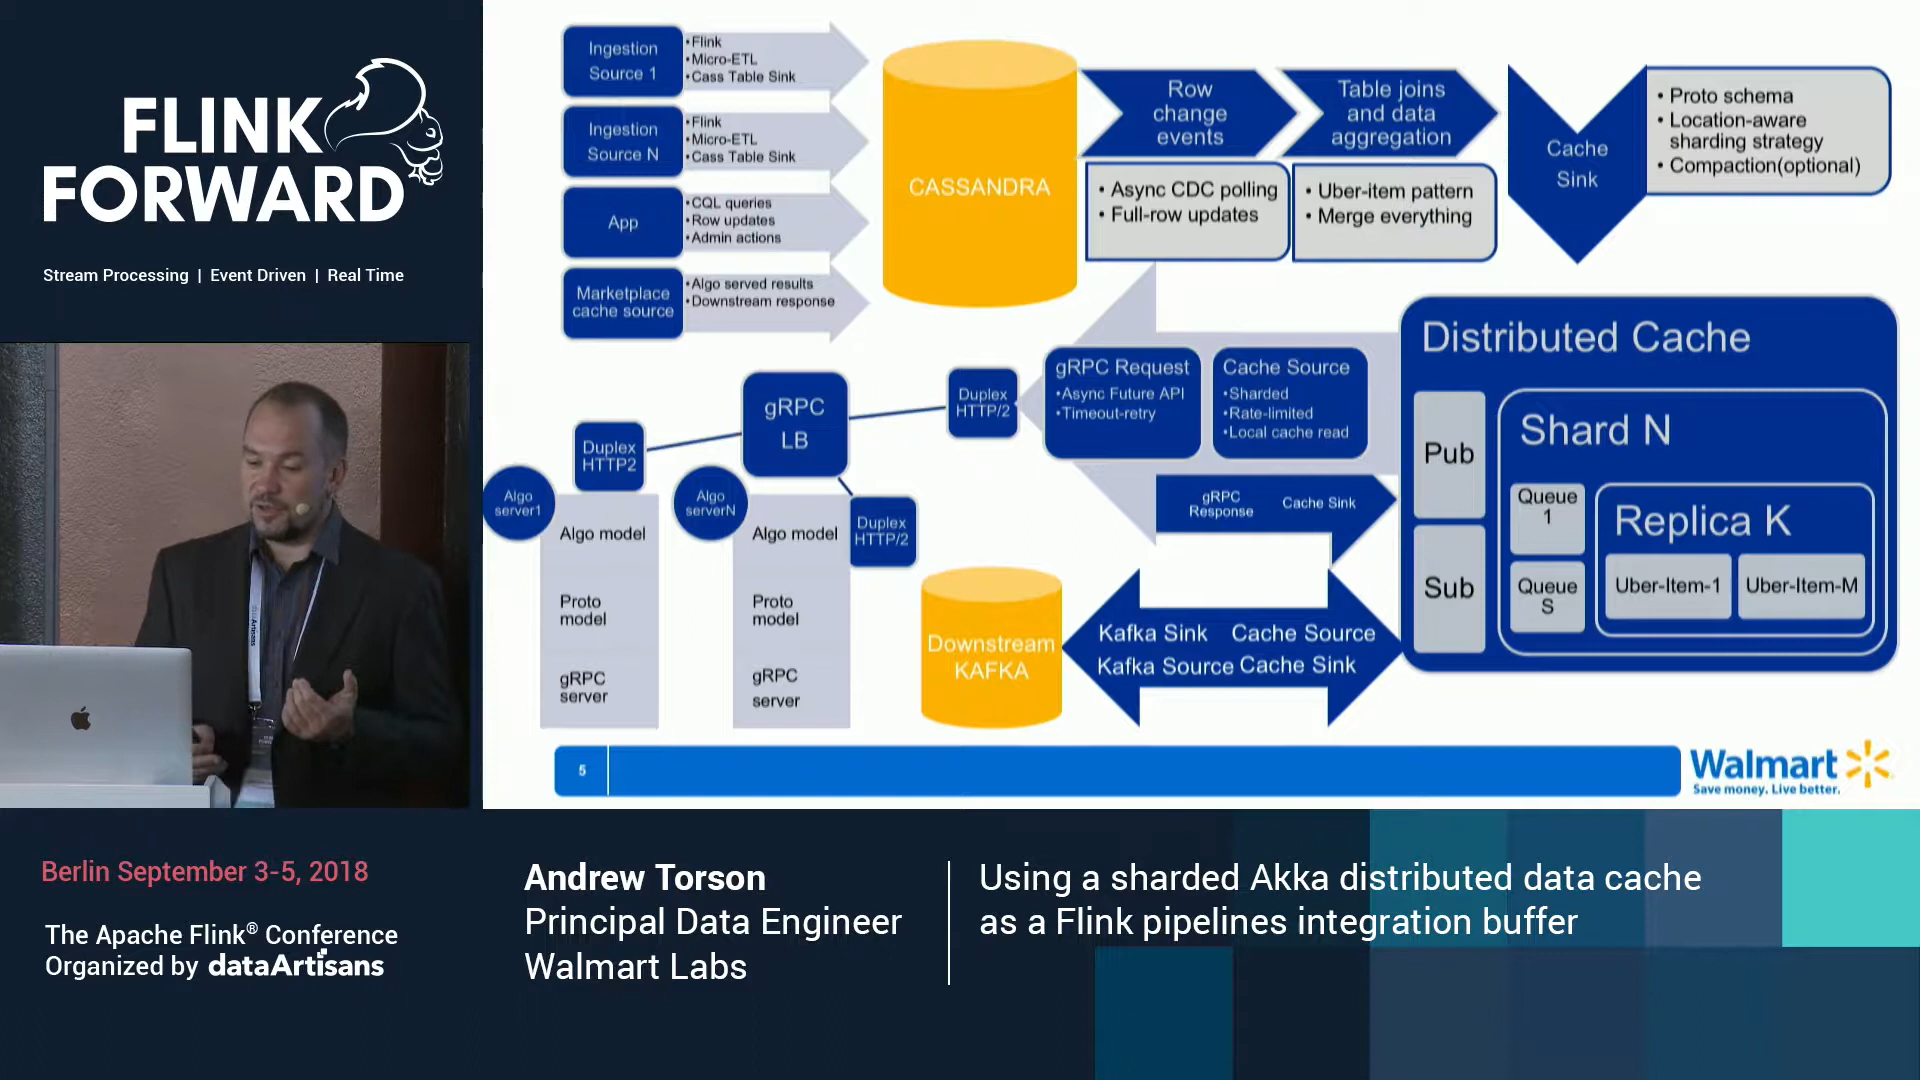 FLINK
FORWARD
Stream Processing | Event Driven | Real Time
Ingestion
Source 1
•Flink
•Micro-ETL
•Cass Table Sink
Ingestion
Source N
•Flink
•Micro-ETL
•Cass Table Sink
App
•CQL queries
•Row updates
•Admin actions
Marketplace
cache source
•Algo served results
•Downstream response
CASSANDRA
Row
change
events
• Async CDC polling
• Full-row updates
Table joins
and data
aggregation
• Uber-item pattern
• Merge everything
Cache
Sink
• Proto schema
• Location-aware
sharding strategy
• Compaction(optional)
Distributed Cache
Pub
Sub
Shard N
Queue
1
Queue
S
Replica K
Uber-Item-1
Uber-Item-M
gRPC Request
•Async Future API
•Timeout-retry
Cache Source
•Sharded
•Rate-limited
•Local cache read
Duplex
HTTP/2
gRPC
LB
Duplex
HTTP2
Algo
server1
Algo model
Proto
model
gRPC
server
Algo
serverN
Algo model
Proto
model
gRPC
server
Duplex
HTTP/2
gRPC
Response
Cache Sink
Downstream
KAFKA
Kafka Sink Cache Source
Kafka Source Cache Sink
5
Walmart
Save money. Live better.
Berlin September 3-5, 2018
The Apache Flink® Conference
Organized by dataArtisans
Andrew Torson
Principal Data Engineer
Walmart Labs
Using a sharded Akka distributed data cache
as a Flink pipelines integration buffer